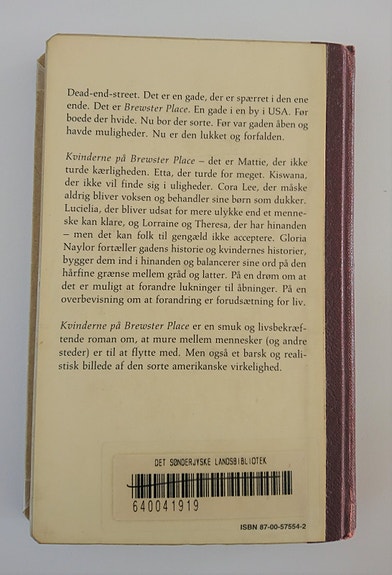 Dead-end-street. Det er en gade, der er spærret i den ene
ende. Det er Brewster Place. En gade i en by i USA. Før
boede der hvide. Nu bor der sorte. Før var gaden åben og
havde muligheder. Nu er den lukket og forfalden.
Kvinderne på Brewster Place – det er Mattie, der ikke
turde kærligheden. Etta, der turde for meget. Kiswana,
der ikke vil finde sig i uligheder. Cora Lee, der måske
aldrig bliver voksen og behandler sine børn som dukker.
Lucielia, der bliver udsat for mere ulykke end et menne-
ske kan klare, og Lorraine og Theresa, der har hinanden
– men det kan folk til gengæld ikke acceptere. Gloria
Naylor fortæller gadens historie og kvindernes historier,
bygger dem ind i hinanden og balancerer sine ord på den
hårfine grænse mellem gråd og latter. På en drøm om at
det er muligt at forandre lukninger til åbninger. På en
overbevisning om at forandring er forudsætning for liv.
Kvinderne på Brewster Place er en smuk og livsbekræf-
tende roman om, at mure mellem mennesker (og andre
steder) er til at flytte med. Men også et barsk og reali-
stisk billede af den sorte amerikanske virkelighed.
DET SØNDERJYSKE LANDSBIBLIOTEK
640041919
ISBN 87-00-57554-2